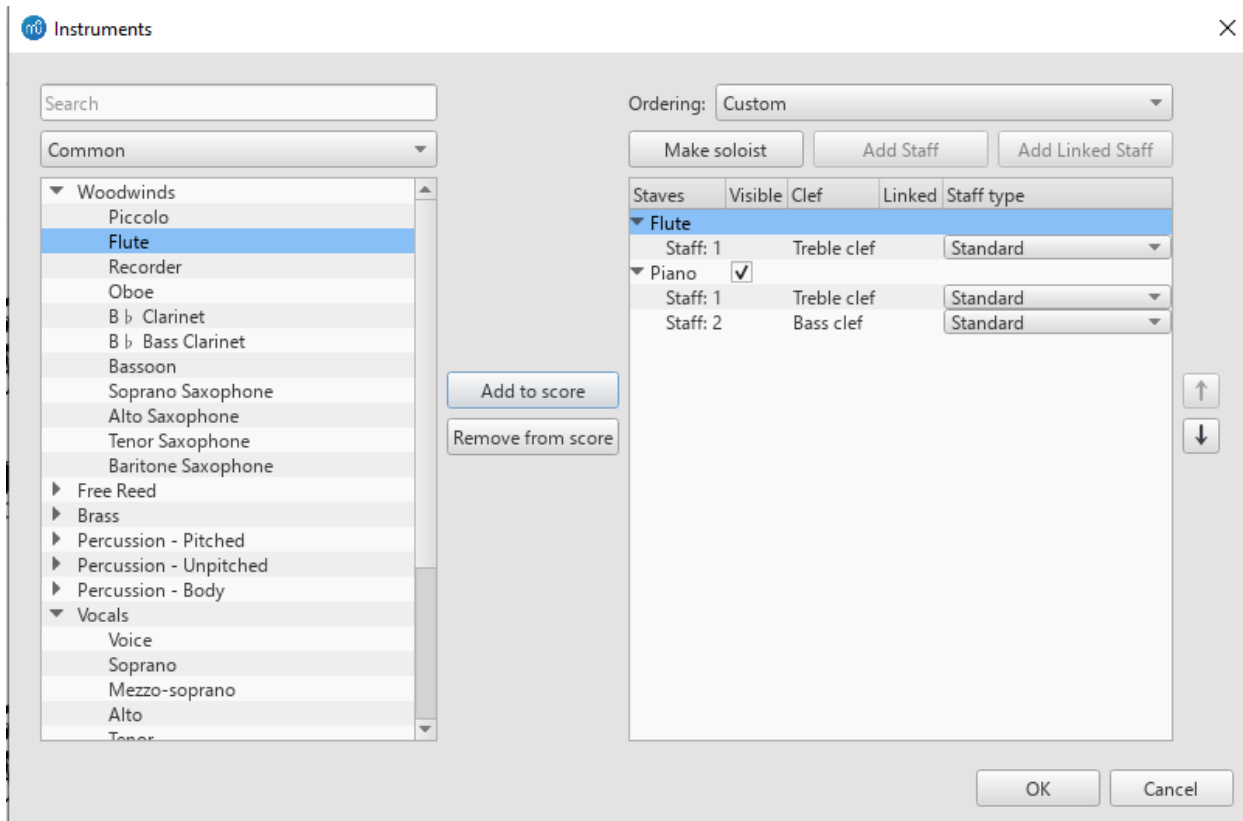 Instruments
Search
Common
Woodwinds
Piccolo
Flute
Recorder
Oboe
B♭ Clarinet
B♭ Bass Clarinet
Bassoon
Soprano Saxophone
Alto Saxophone
Tenor Saxophone
Baritone Saxophone
Free Reed
Brass
Percussion - Pitched
Percussion - Unpitched
Percussion - Body
Vocals
Voice
Soprano
Mezzo-soprano
Alto
Tenor
Add to score
Remove from score
Ordering: Custom
Make soloist Add Staff Add Linked Staff
Staves Visible Clef Linked Staff type
Flute
Staff: 1 Treble clef Standard
Piano
Staff: 1 Treble clef Standard
Staff: 2 Bass clef Standard
OK Cancel